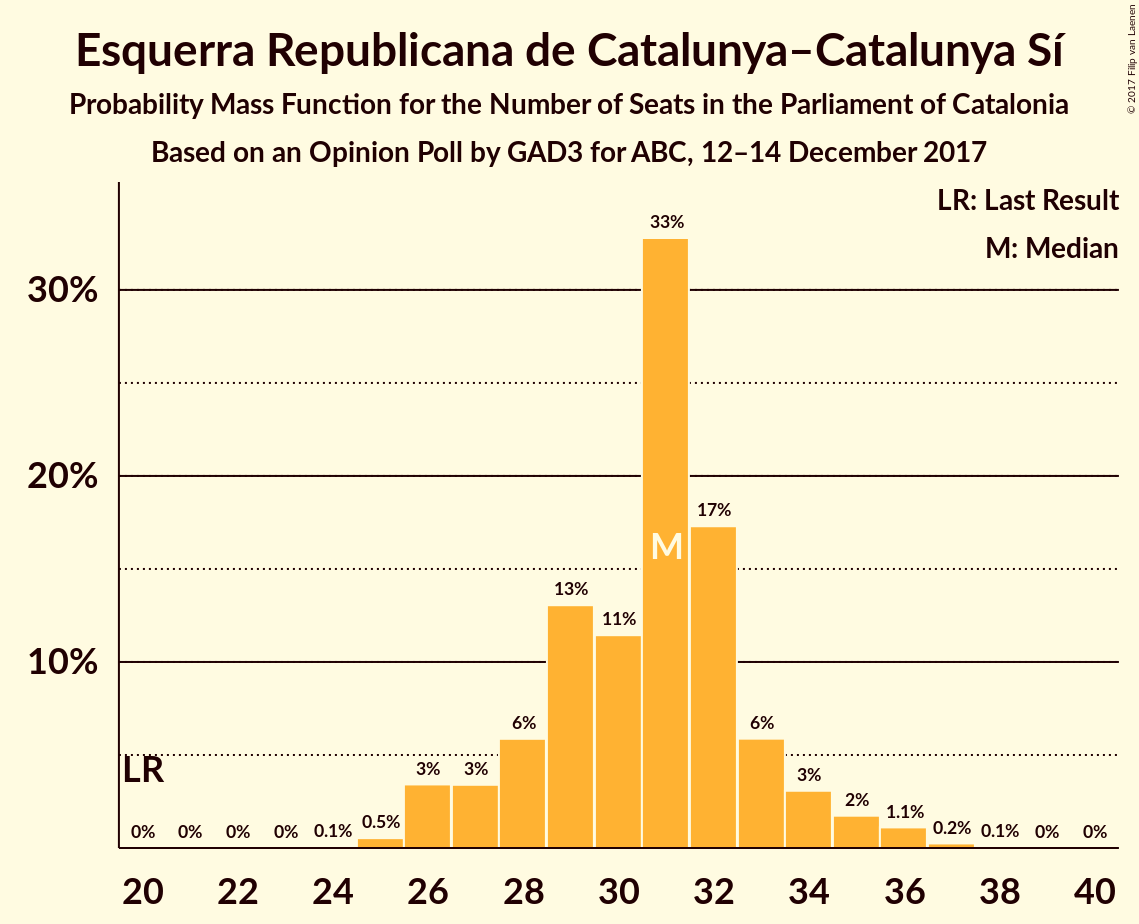 Esquerra Republicana de Catalunya–Catalunya Sí
Probability Mass Function for the Number of Seats in the Parliament of Catalonia
Based on an Opinion Poll by GAD3 for ABC, 12–14 December 2017
© 2017 Filip van Laenen
LR: Last Result
M: Median
33%
30%
20%
17%
M
13%
11%
10%
6%
6%
LR
3%
3%
3%
2%
1.1%
0%
0%
0%
0%
0.1%
0.5%
0.2%
0.1%
0%
0%
20 22 24 26 28 30 32 34 36 38 40